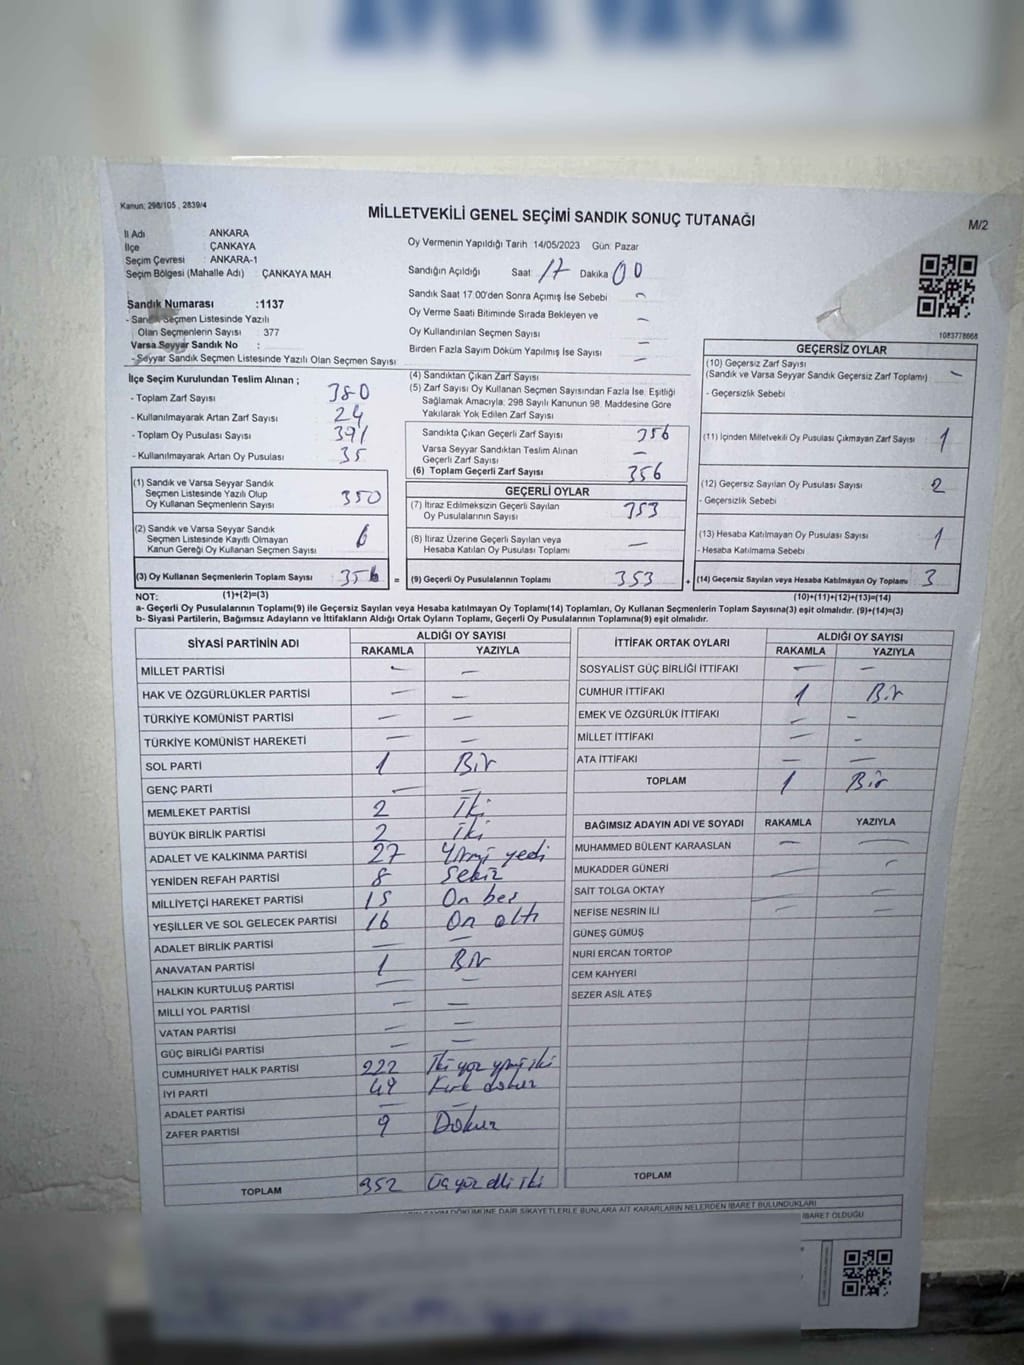 AVŞA YAYLA
Kanun: 298/105 , 2839/4
MİLLETVEKİLİ GENEL SEÇİMİ SANDIK SONUÇ TUTANAĞI
M/2
İl Adı ANKARA
İlçe : ÇANKAYA
Seçim Çevresi : ANKARA-1
Seçim Bölgesi (Mahalle Adı) : ÇANKAYA MAH
Sandık Numarası :1137
- Sandık Seçmen Listesinde Yazılı
Olan Seçmenlerin Sayısı : 377
Varsa Seyyar Sandık No :
- Seyyar Sandık Seçmen Listesinde Yazılı Olan Seçmen Sayısı
Oy Vermenin Yapıldığı Tarih 14/05/2023 Gün: Pazar
Sandığın Açıldığı Saat 17 Dakika 00
Sandık Saat 17 00'den Sonra Açımış İse Sebebi -
Oy Verme Saati Bitiminde Sırada Bekleyen ve
Oy Kullandırılan Seçmen Sayısı -
Birden Fazla Sayım Döküm Yapılmış İse Sayısı -
1083778668
İlçe Seçim Kurulundan Teslim Alınan ;
- Toplam Zarf Sayısı 380
- Kullanılmayarak Artan Zarf Sayısı 24
- Toplam Oy Pusulası Sayısı 391
- Kullanılmayarak Artan Oy Pusulası 35
(1) Sandık ve Varsa Seyyar Sandık
Seçmen Listesinde Yazılı Olup
Oy Kullanan Seçmenlerin Sayısı 350
(2) Sandık ve Varsa Seyyar Sandık
Seçmen Listesinde Kayıtlı Olmayan
Kanun Gereği Oy Kullanan Seçmen Sayısı 6
(3) Oy Kullanan Seçmenlerin Toplam Sayısı 356 =
(4) Sandıktan Çıkan Zarf Sayısı
(5) Zarf Sayısı Oy Kullanan Seçmen Sayısından Fazla İse, Eşitliği
Sağlamak Amacıyla; 298 Sayılı Kanunun 98. Maddesine Göre
Yakılarak Yok Edilen Zarf Sayısı
Sandıkta Çıkan Geçerli Zarf Sayısı 356
Varsa Seyyar Sandıktan Teslim Alınan
Geçerli Zarf Sayısı -
(6) Toplam Geçerli Zarf Sayısı 356
GEÇERLİ OYLAR
(7) İtiraz Edilmeksizin Geçerli Sayılan
Oy Pusulalarının Sayısı 353
(8) İtiraz Üzerine Geçerli Sayılan veya
Hesaba Katılan Oy Pusulası Toplamı -
(9) Geçerli Oy Pusulalarının Toplamı 353 +
GEÇERSİZ OYLAR
(10) Geçersiz Zarf Sayısı
(Sandık ve Varsa Seyyar Sandık Geçersiz Zarf Toplamı) -
- Geçersizlik Sebebi
(11) İçinden Milletvekili Oy Pusulası Çıkmayan Zarf Sayısı 1
(12) Geçersiz Sayılan Oy Pusulası Sayısı 2
- Geçersizlik Sebebi
(13) Hesaba Katılmayan Oy Pusulası Sayısı 1
- Hesaba Katılmama Sebebi
(14) Geçersiz Sayılan veya Hesaba Katılmayan Oy Toplamı 3
NOT: (1)+(2)=(3) (10)+(11)+(12)+(13)=(14)
a- Geçerli Oy Pusulalarının Toplamı(9) ile Geçersiz Sayılan veya Hesaba katılmayan Oy Toplamı(14) Toplamları, Oy Kullanan Seçmenlerin Toplam Sayısına(3) eşit olmalıdır. (9)+(14)=(3)
b- Siyasi Partilerin, Bağımsız Adayların ve İttifakların Aldığı Ortak Oyların Toplamı, Geçerli Oy Pusulalarının Toplamına(9) eşit olmalıdır.
SİYASİ PARTİNİN ADI ALDIĞI OY SAYISI
RAKAMLA YAZIYLA
MİLLET PARTİSİ - -
HAK VE ÖZGÜRLÜKLER PARTİSİ - -
TÜRKİYE KOMÜNİST PARTİSİ - -
TÜRKİYE KOMÜNİST HAREKETİ - -
SOL PARTİ 1 Bir
GENÇ PARTİ - -
MEMLEKET PARTİSİ 2 İki
BÜYÜK BİRLİK PARTİSİ 2 iki
ADALET VE KALKINMA PARTİSİ 27 Yirmi yedi
YENİDEN REFAH PARTİSİ 8 Sekiz
MİLLİYETÇİ HAREKET PARTİSİ 15 On beş
YEŞİLLER VE SOL GELECEK PARTİSİ 16 On altı
ADALET BİRLİK PARTİSİ - -
ANAVATAN PARTİSİ 1 Bir
HALKIN KURTULUŞ PARTİSİ - -
MİLLİ YOL PARTİSİ - -
VATAN PARTİSİ - -
GÜÇ BİRLİĞİ PARTİSİ - -
CUMHURİYET HALK PARTİSİ 222 İki yüz yirmi iki
İYİ PARTİ 49 Kırk dokuz
ADALET PARTİSİ - -
ZAFER PARTİSİ 9 Dokuz
TOPLAM 352 Üç yüz elli iki
İTTİFAK ORTAK OYLARI ALDIĞI OY SAYISI
RAKAMLA YAZIYLA
SOSYALİST GÜÇ BİRLİĞİ İTTİFAKI - -
CUMHUR İTTİFAKI 1 Bir
EMEK VE ÖZGÜRLÜK İTTİFAKI - -
MİLLET İTTİFAKI - -
ATA İTTİFAKI - -
TOPLAM 1 Bir
BAĞIMSIZ ADAYIN ADI VE SOYADI RAKAMLA YAZIYLA
MUHAMMED BÜLENT KARAASLAN - -
MUKADDER GÜNERİ - -
SAİT TOLGA OKTAY - -
NEFİSE NESRİN İLİ - -
GÜNEŞ GÜMÜŞ
NURİ ERCAN TORTOP
CEM KAHYERİ
SEZER ASİL ATEŞ
TOPLAM
DÖKÜMÜNE DAİR ŞİKAYETLERLE BUNLARA AİT KARARLARIN NELERDEN İBARET BULUNDUKLARI
İBARET OLDUĞU